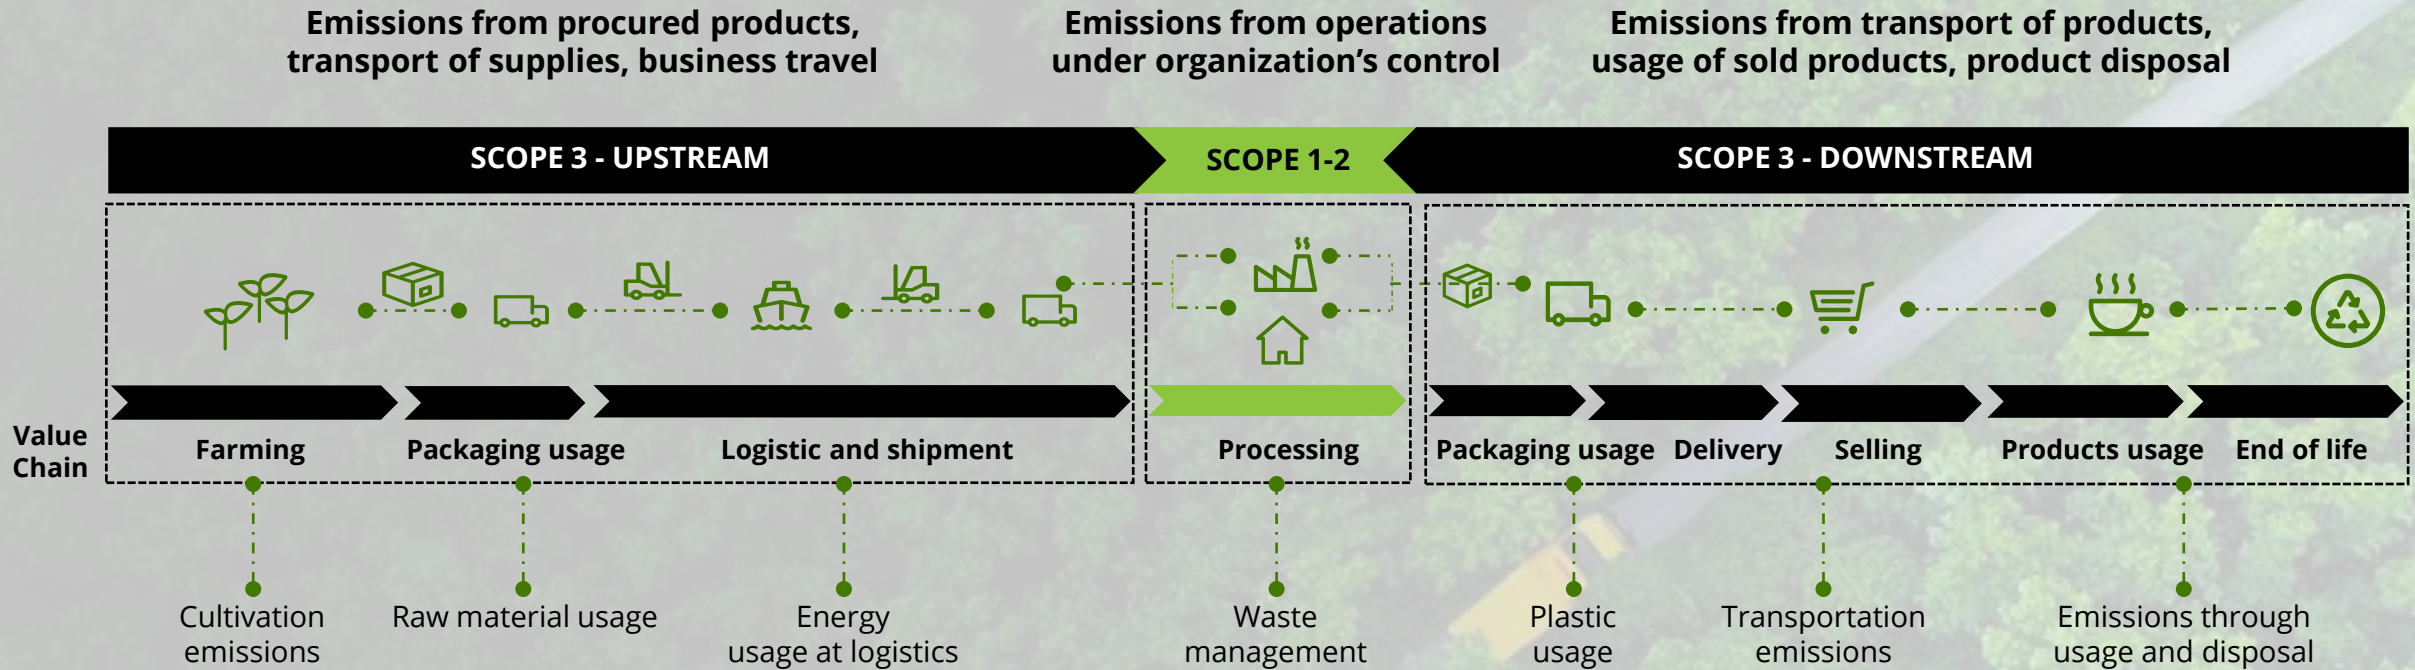 Emissions from procured products,
transport of supplies, business travel
Emissions from operations
under organization's control
Emissions from transport of products,
usage of sold products, product disposal
SCOPE 3 - UPSTREAM
SCOPE 1-2
SCOPE 3 - DOWNSTREAM
Value
Chain
Farming
Packaging usage
Logistic and shipment
Processing
Packaging usage
Delivery
Selling
Products usage
End of life
Cultivation
emissions
Raw material usage
Energy
usage at logistics
Waste
management
Plastic
usage
Transportation
emissions
Emissions through
usage and disposal